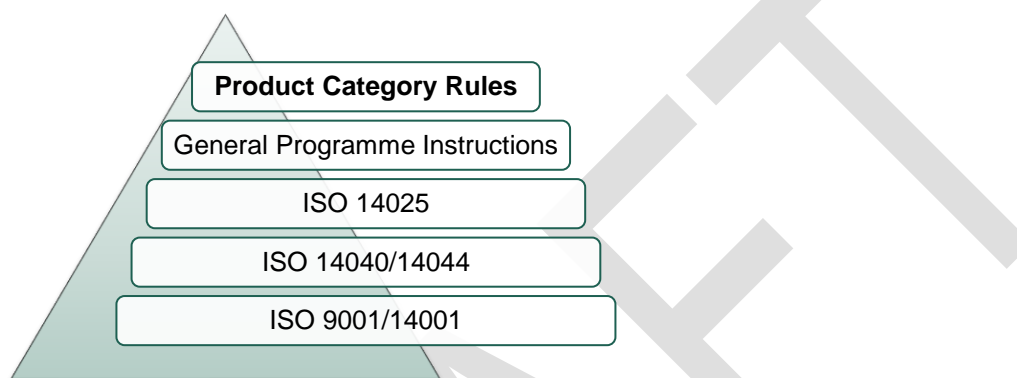 Product Category Rules
General Programme Instructions
ISO 14025
ISO 14040/14044
ISO 9001/14001